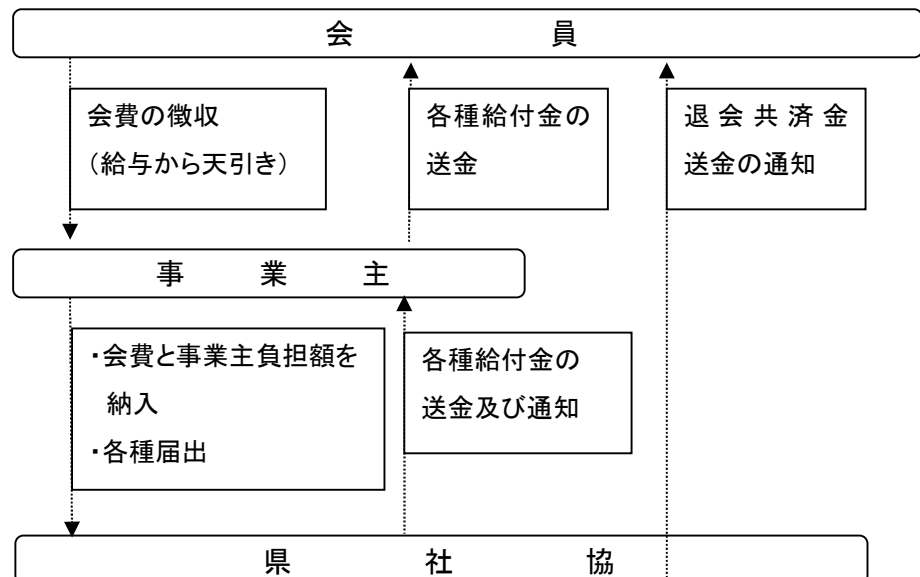 会員
会費の徴収
（給与から天引き）
各種給付金の
送金
退会共済金
送金の通知
事業主
・会費と事業主負担額を
納入
・各種届出
各種給付金の
送金及び通知
県社協